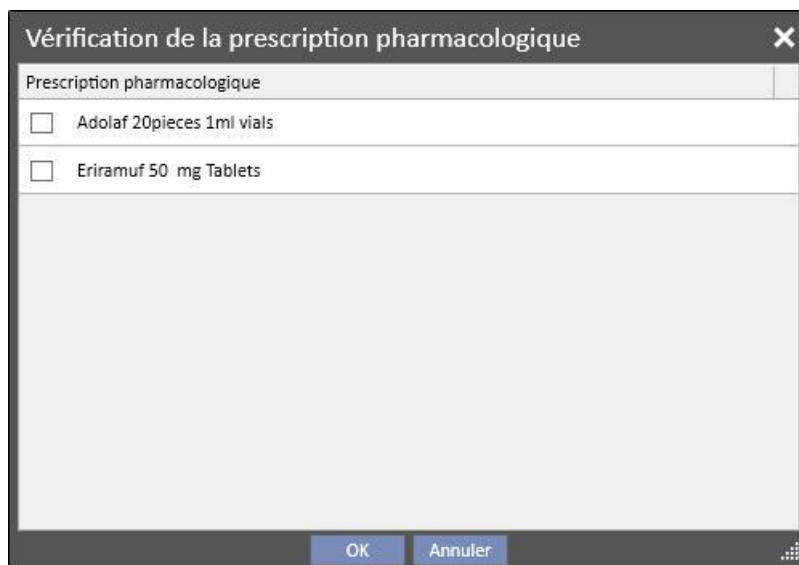 Vérification de la prescription pharmacologique
Prescription pharmacologique
Adolaf 20pieces 1ml vials
Eriramuf 50  mg Tablets
OK
Annuler